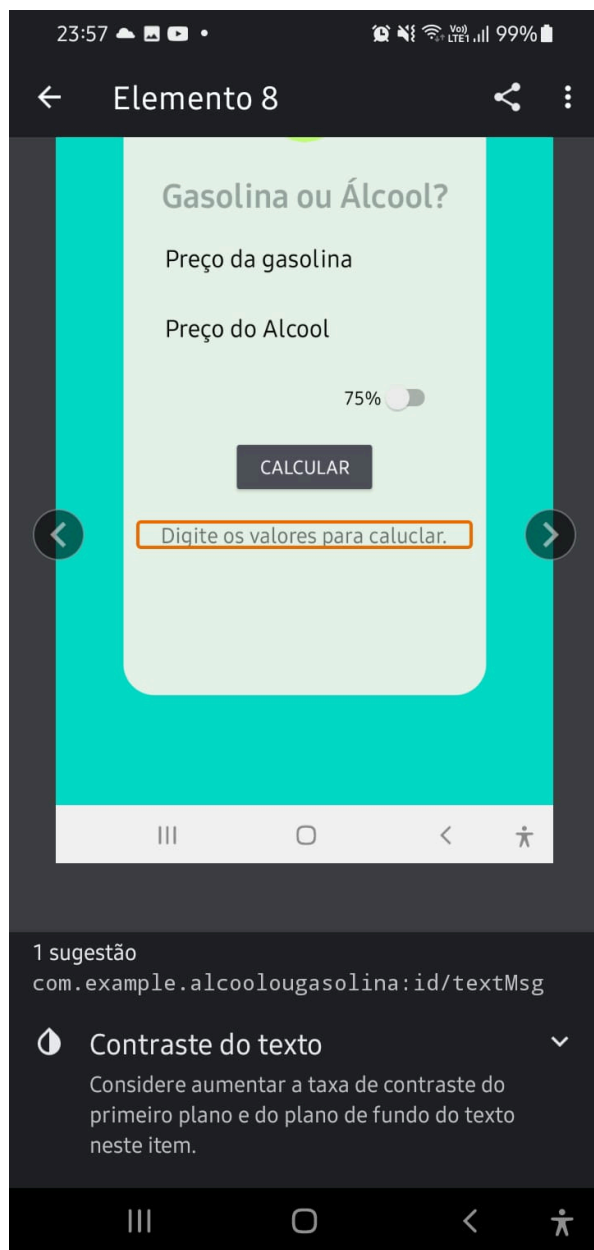 23:57 Vo)) LTE1 99%
Elemento 8
Gasolina ou Álcool?
Preço da gasolina
Preço do Alcool
75%
CALCULAR
Digite os valores para caluclar.
1 sugestão
com.example.alcoolougasolina:id/textMsg
Contraste do texto
Considere aumentar a taxa de contraste do
primeiro plano e do plano de fundo do texto
neste item.